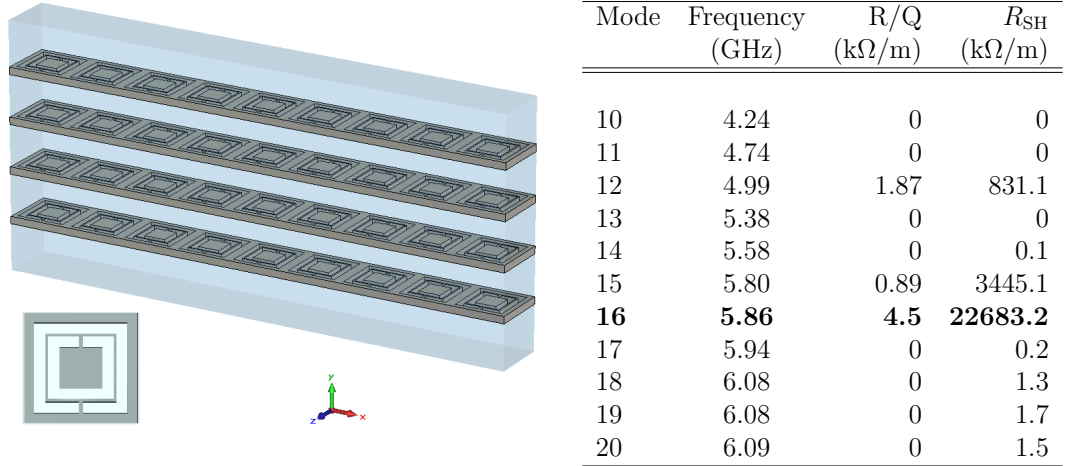 Mode Frequency R/Q R_SH
(GHz) (kΩ/m) (kΩ/m)
10 4.24 0 0
11 4.74 0 0
12 4.99 1.87 831.1
13 5.38 0 0
14 5.58 0 0.1
15 5.80 0.89 3445.1
16 5.86 4.5 22683.2
17 5.94 0 0.2
18 6.08 0 1.3
19 6.08 0 1.7
20 6.09 0 1.5
y
z x